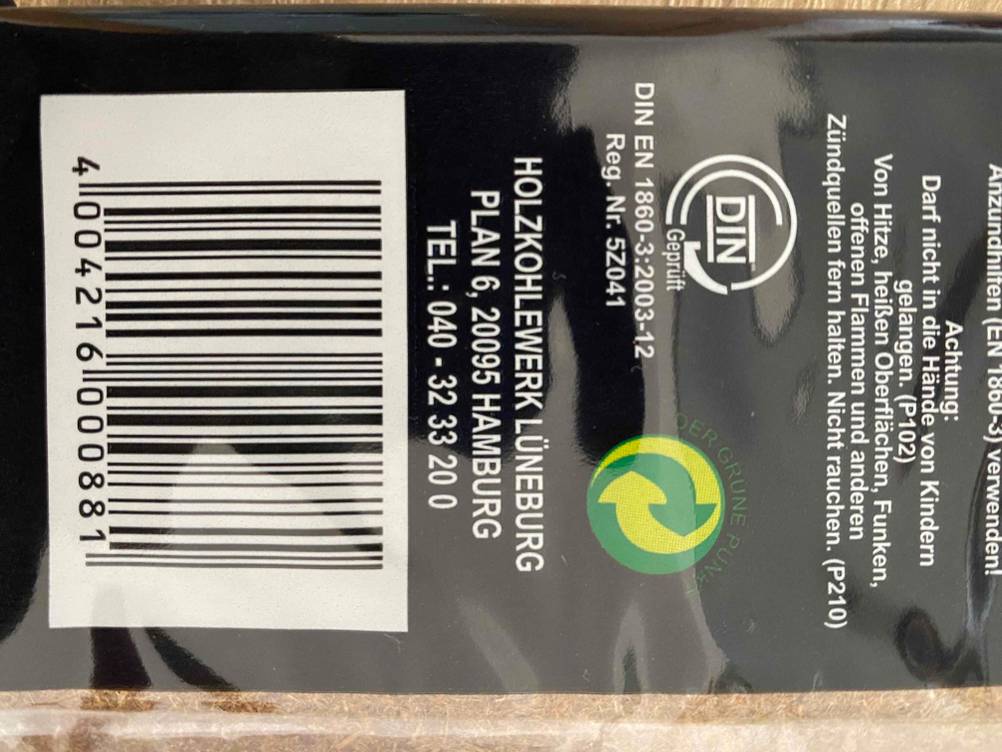 Anzündhilfen (EN 1860-3) verwenden!
Achtung:
Darf nicht in die Hände von Kindern
gelangen. (P102)
Von Hitze, heißen Oberflächen, Funken,
offenen Flammen und anderen
Zündquellen fern halten. Nicht rauchen. (P210)
DIN
Geprüft
DIN EN 1860-3:2003-12
Reg. Nr. 5Z041
DER GRÜNE PUNKT
HOLZKOHLEWERK LÜNEBURG
PLAN 6, 20095 HAMBURG
TEL.: 040 - 32 33 20 0
4 004216 000881